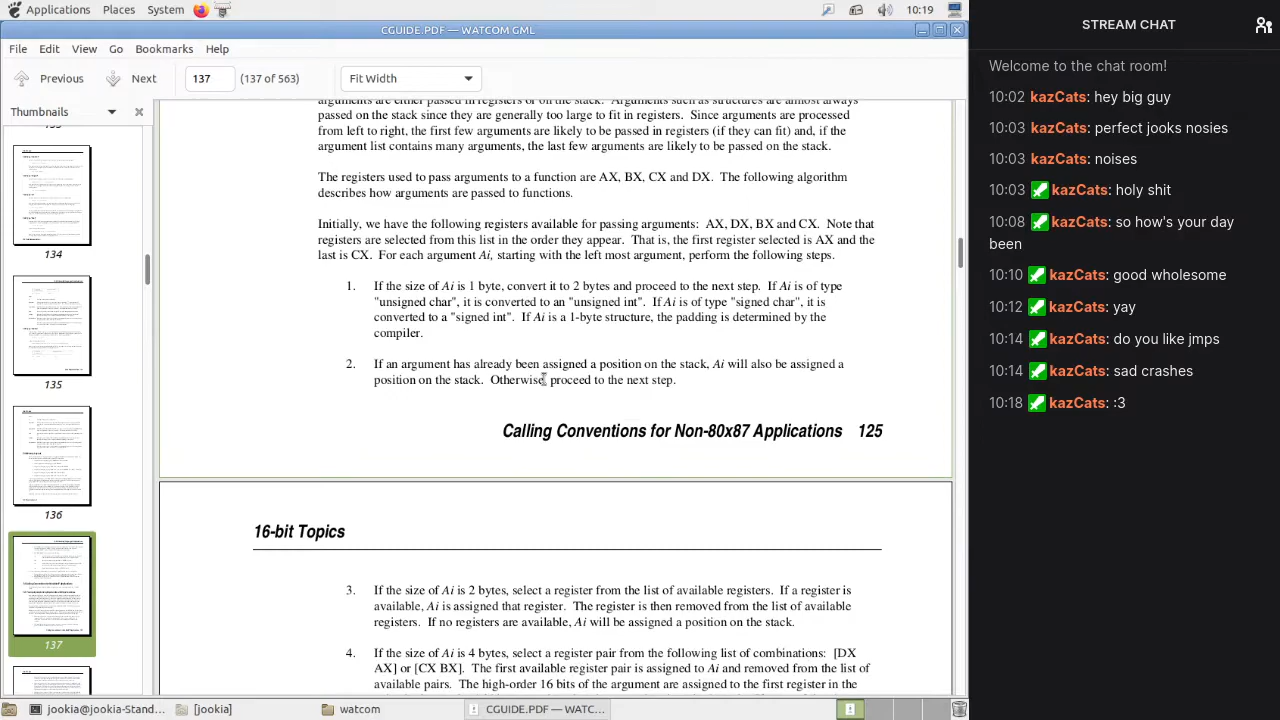 Applications Places System 10:19
CGUIDE.PDF — WATCOM GML
File Edit View Go Bookmarks Help
Previous Next 137 (137 of 563) Fit Width
Thumbnails
134
135
136
137
arguments are either passed in registers or on the stack. Arguments such as structures are almost always
passed on the stack since they are generally too large to fit in registers. Since arguments are processed
from left to right, the first few arguments are likely to be passed in registers (if they can fit) and, if the
argument list contains many arguments, the last few arguments are likely to be passed on the stack.
The registers used to pass arguments to a function are AX, BX, CX and DX. The following algorithm
describes how arguments are passed to functions.
Initially, we have the following registers available for passing arguments: AX, DX, BX and CX. Note that
registers are selected from this list in the order they appear. That is, the first register selected is AX and the
last is CX. For each argument Ai, starting with the left most argument, perform the following steps.
1. If the size of Ai is 1 byte, convert it to 2 bytes and proceed to the next step. If Ai is of type
"unsigned char", it is converted to an "unsigned int". If Ai is of type "signed char", it is
converted to a "signed int". If Ai is a 1-byte structure, the padding is determined by the
compiler.
2. If an argument has already been assigned a position on the stack, Ai will also be assigned a
position on the stack. Otherwise, proceed to the next step.
Calling Conventions for Non-80x87 Applications 125
16-bit Topics
3. If the size of Ai is 2 bytes, select a register from the list of available registers. If a register is
available, Ai is assigned that register. The register is then removed from the list of available
registers. If no registers are available, Ai will be assigned a position on the stack.
4. If the size of Ai is 4 bytes, select a register pair from the following list of combinations: [DX
AX] or [CX BX]. The first available register pair is assigned to Ai and removed from the list of
available pairs. The high-order 16 bits of the argument are assigned to the first register in the
jookia@jookia-Stand... [jookia] watcom CGUIDE.PDF — WATC...
STREAM CHAT
Welcome to the chat room!
10:02 kazCats: hey big guy
10:03 kazCats: perfect jooks nosies
10:03 kazCats: noises
10:03 kazCats: holy shit
10:08 kazCats: so how's your day
been
10:10 kazCats: good wholesome
10:12 kazCats: yay
10:14 kazCats: do you like jmps
10:14 kazCats: sad crashes
10:18 kazCats: :3